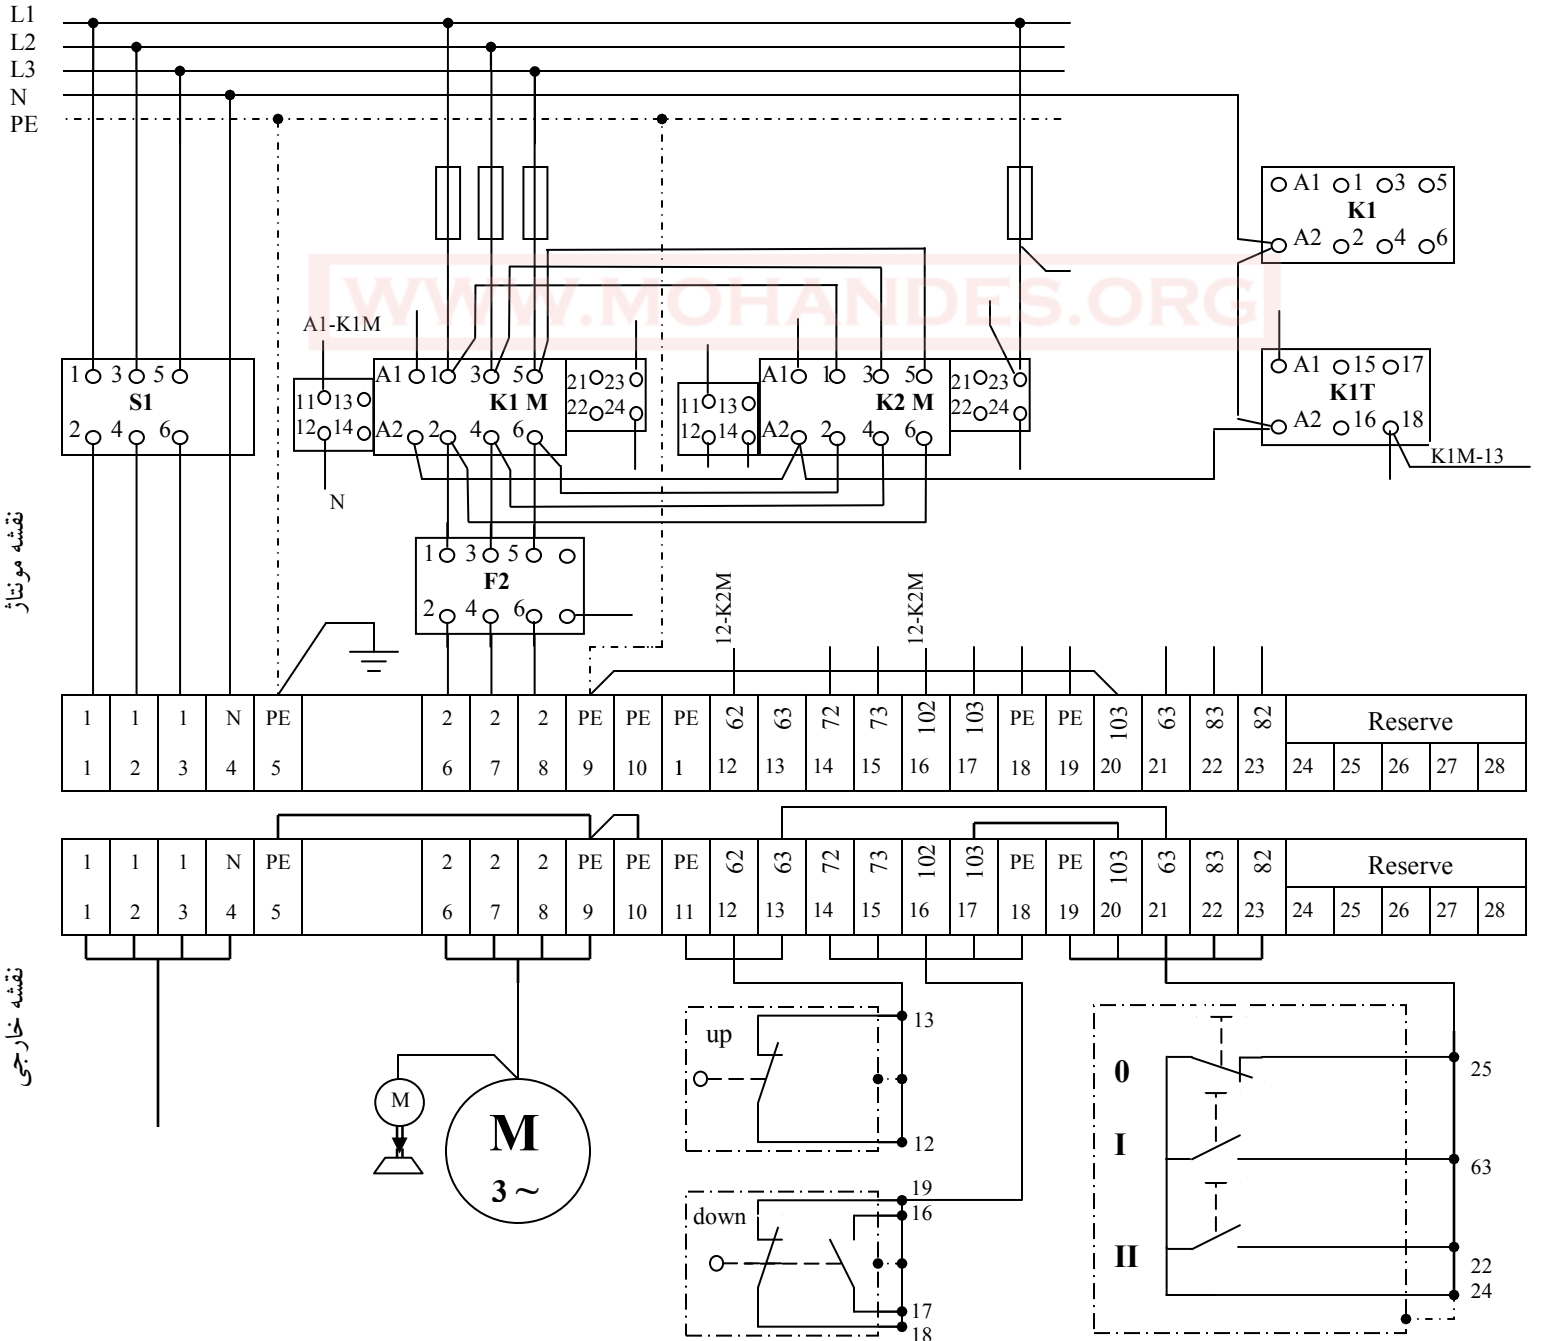 L1
L2
L3
N
PE
WWW.MOHANDES.ORG
A1 1 3 5
K1
A2 2 4 6
A1-K1M
1 3 5
S1
2 4 6
11 13
12 14
N
A1 1 3 5
K1 M
A2 2 4 6
21 23
22 24
11 13
12 14
A1 1 3 5
K2 M
A2 2 4 6
21 23
22 24
A1 15 17
K1T
A2 16 18
K1M-13
1 3 5
F2
2 4 6
12-K2M
12-K2M
نقشه مونتاژ
1 1 1 N PE 2 2 2 PE PE PE 62 63 72 73 102 103 PE PE 103 63 83 82 Reserve
1 2 3 4 5 6 7 8 9 10 1 12 13 14 15 16 17 18 19 20 21 22 23 24 25 26 27 28
1 1 1 N PE 2 2 2 PE PE PE 62 63 72 73 102 103 PE PE 103 63 83 82 Reserve
1 2 3 4 5 6 7 8 9 10 11 12 13 14 15 16 17 18 19 20 21 22 23 24 25 26 27 28
نقشه خارجی
M
M
3 ~
up
13
12
down
19
16
17
18
0
I
II
25
63
22
24